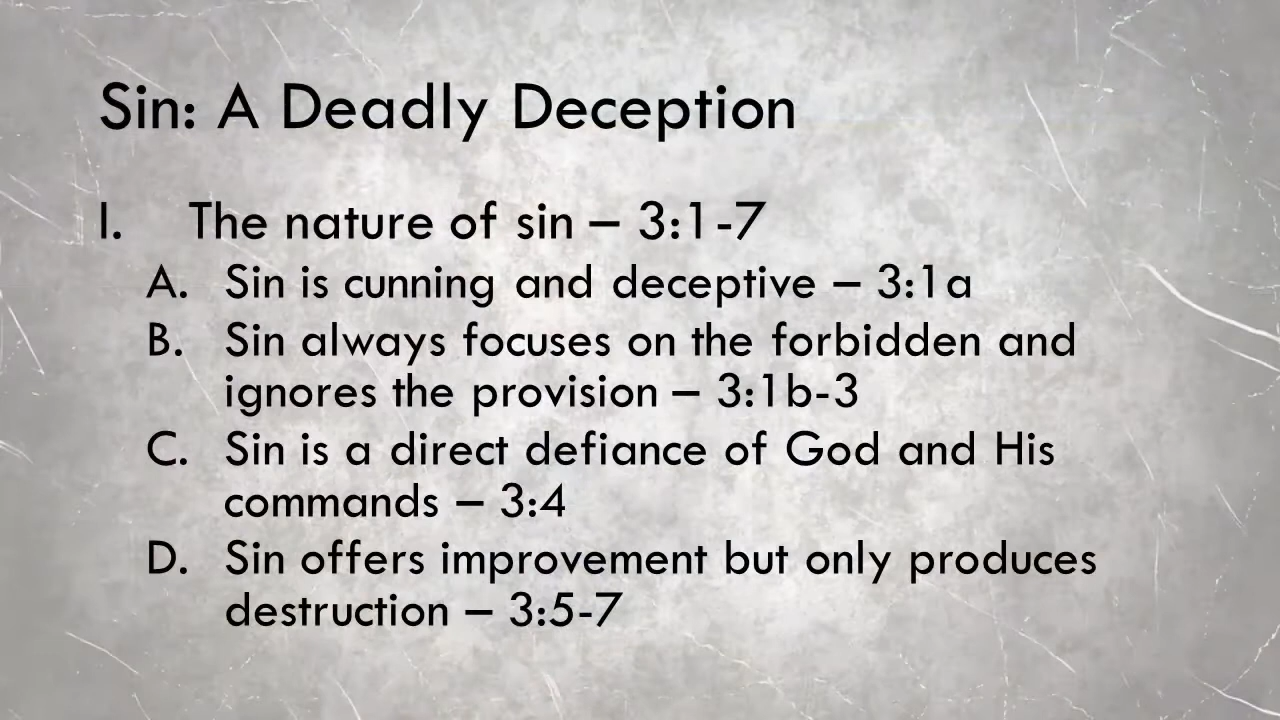 Sin: A Deadly Deception
I. The nature of sin – 3:1-7
A. Sin is cunning and deceptive – 3:1a
B. Sin always focuses on the forbidden and
ignores the provision – 3:1b-3
C. Sin is a direct defiance of God and His
commands – 3:4
D. Sin offers improvement but only produces
destruction – 3:5-7